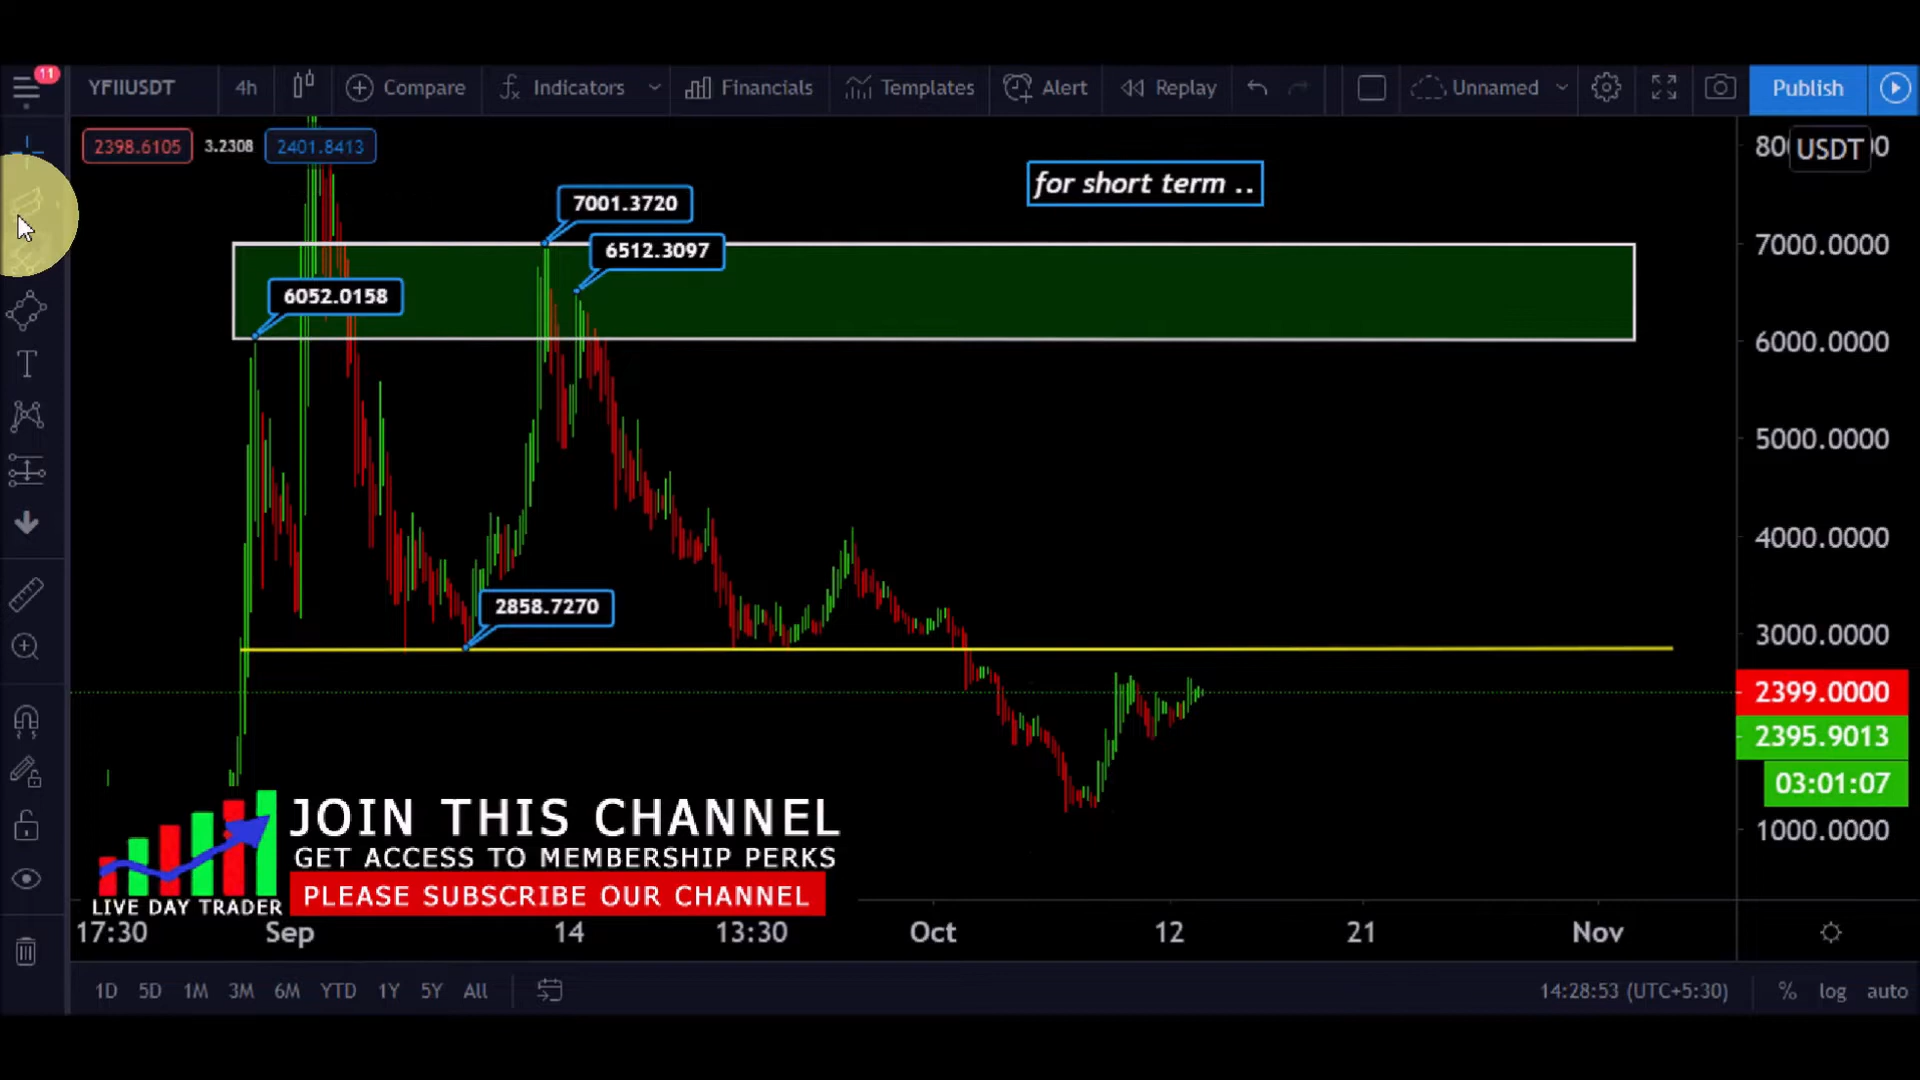 11
YFIIUSDT 4h Compare Indicators Financials Templates Alert Replay Unnamed Publish
2398.6105 3.2308 2401.8413
USDT
for short term ..
7001.3720
6512.3097
6052.0158
2858.7270
7000.0000
6000.0000
5000.0000
4000.0000
3000.0000
2399.0000
2395.9013
03:01:07
1000.0000
JOIN THIS CHANNEL
GET ACCESS TO MEMBERSHIP PERKS
PLEASE SUBSCRIBE OUR CHANNEL
LIVE DAY TRADER
17:30 Sep 14 13:30 Oct 12 21 Nov
1D 5D 1M 3M 6M YTD 1Y 5Y All 14:28:53 (UTC+5:30) % log auto